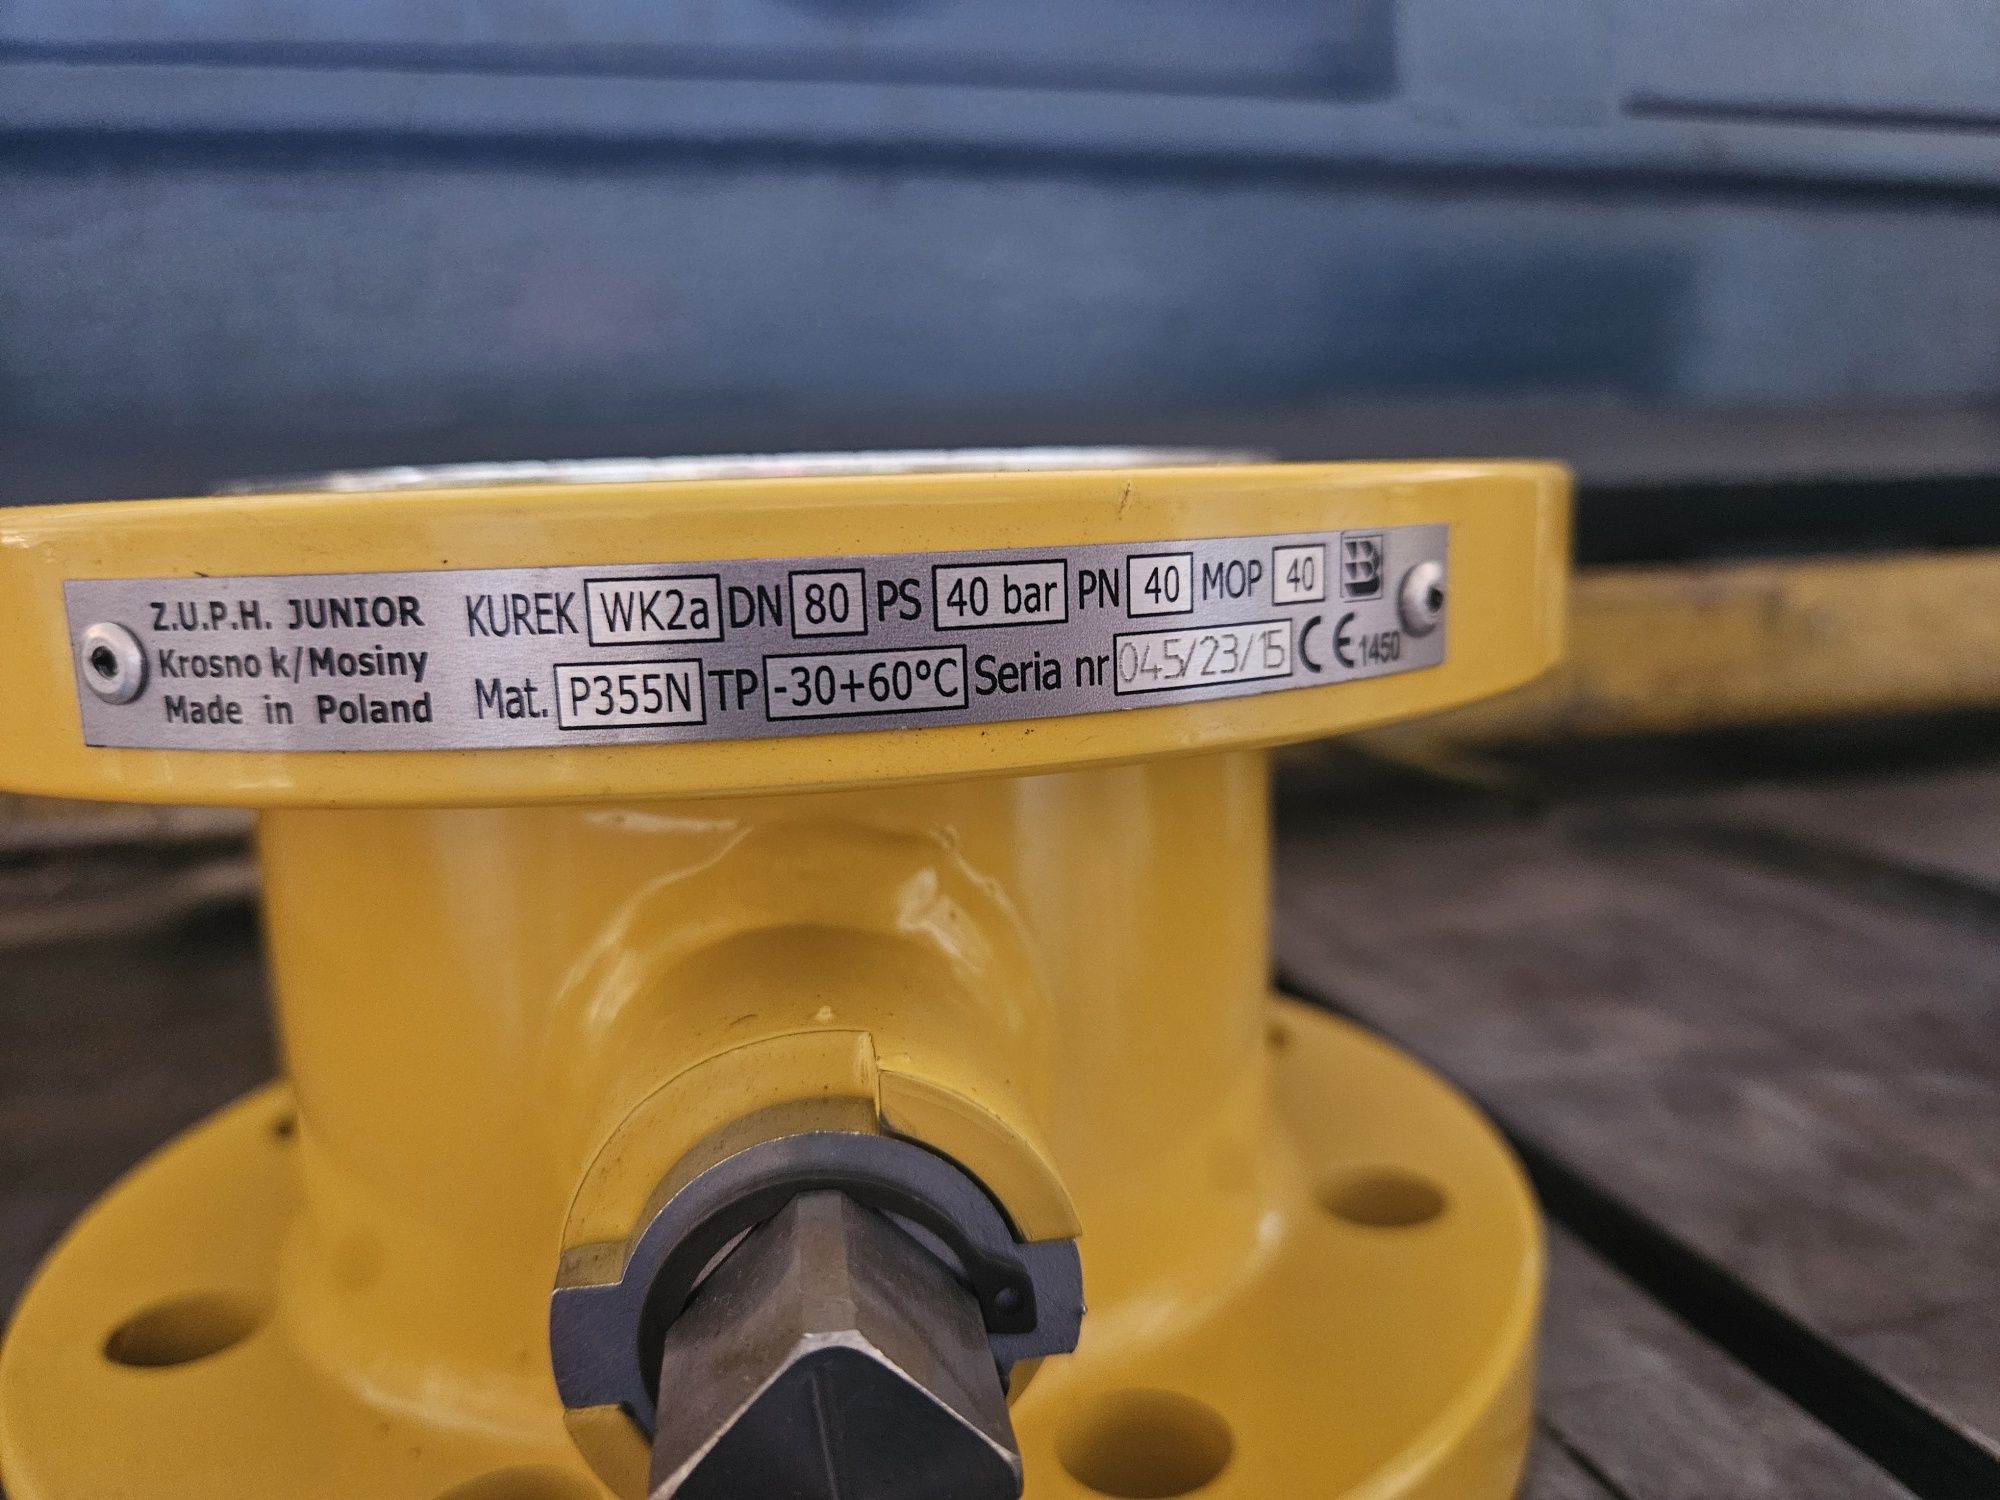 Z.U.P.H. JUNIOR
Krosno k/Mosiny
Made in Poland
KUREK WK2a DN 80 PS 40 bar PN 40 MOP 40
Mat. P355N TP -30+60°C Seria nr 045/23/15 CE 1450